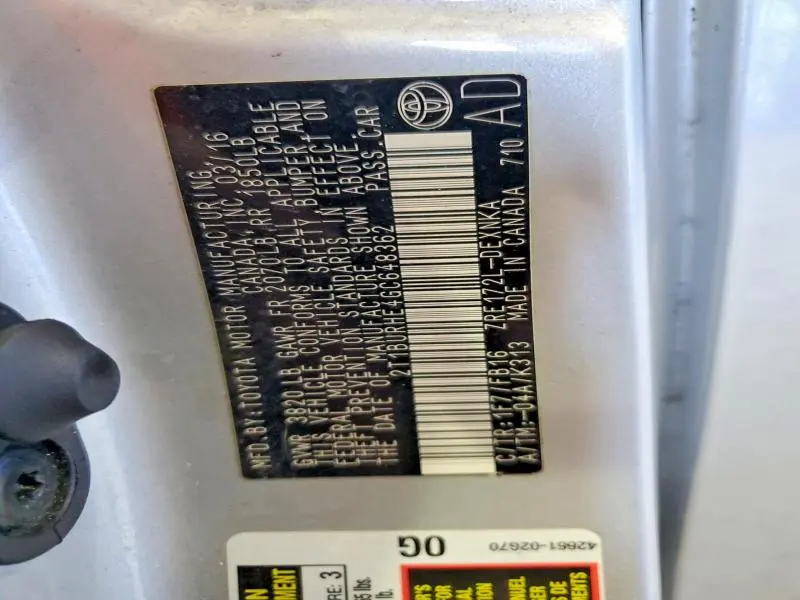 MFD. BY: TOYOTA MOTOR MANUFACTURING
CANADA, INC. 03/16
GVWR 3820LB GAWR FR 2070LB RR 1850LB
THIS VEHICLE CONFORMS TO ALL APPLICABLE
FEDERAL MOTOR VEHICLE SAFETY, BUMPER, AND
THEFT PREVENTION STANDARDS IN EFFECT ON
THE DATE OF MANUFACTURE SHOWN ABOVE.
2T1BURHE4GC648362 PASS.CAR
C/TR:1F7/FB16 ZRE172L-DEXNKA
A/TM:-04A/K313 MADE IN CANADA 710
AD
0G
42661-02G70